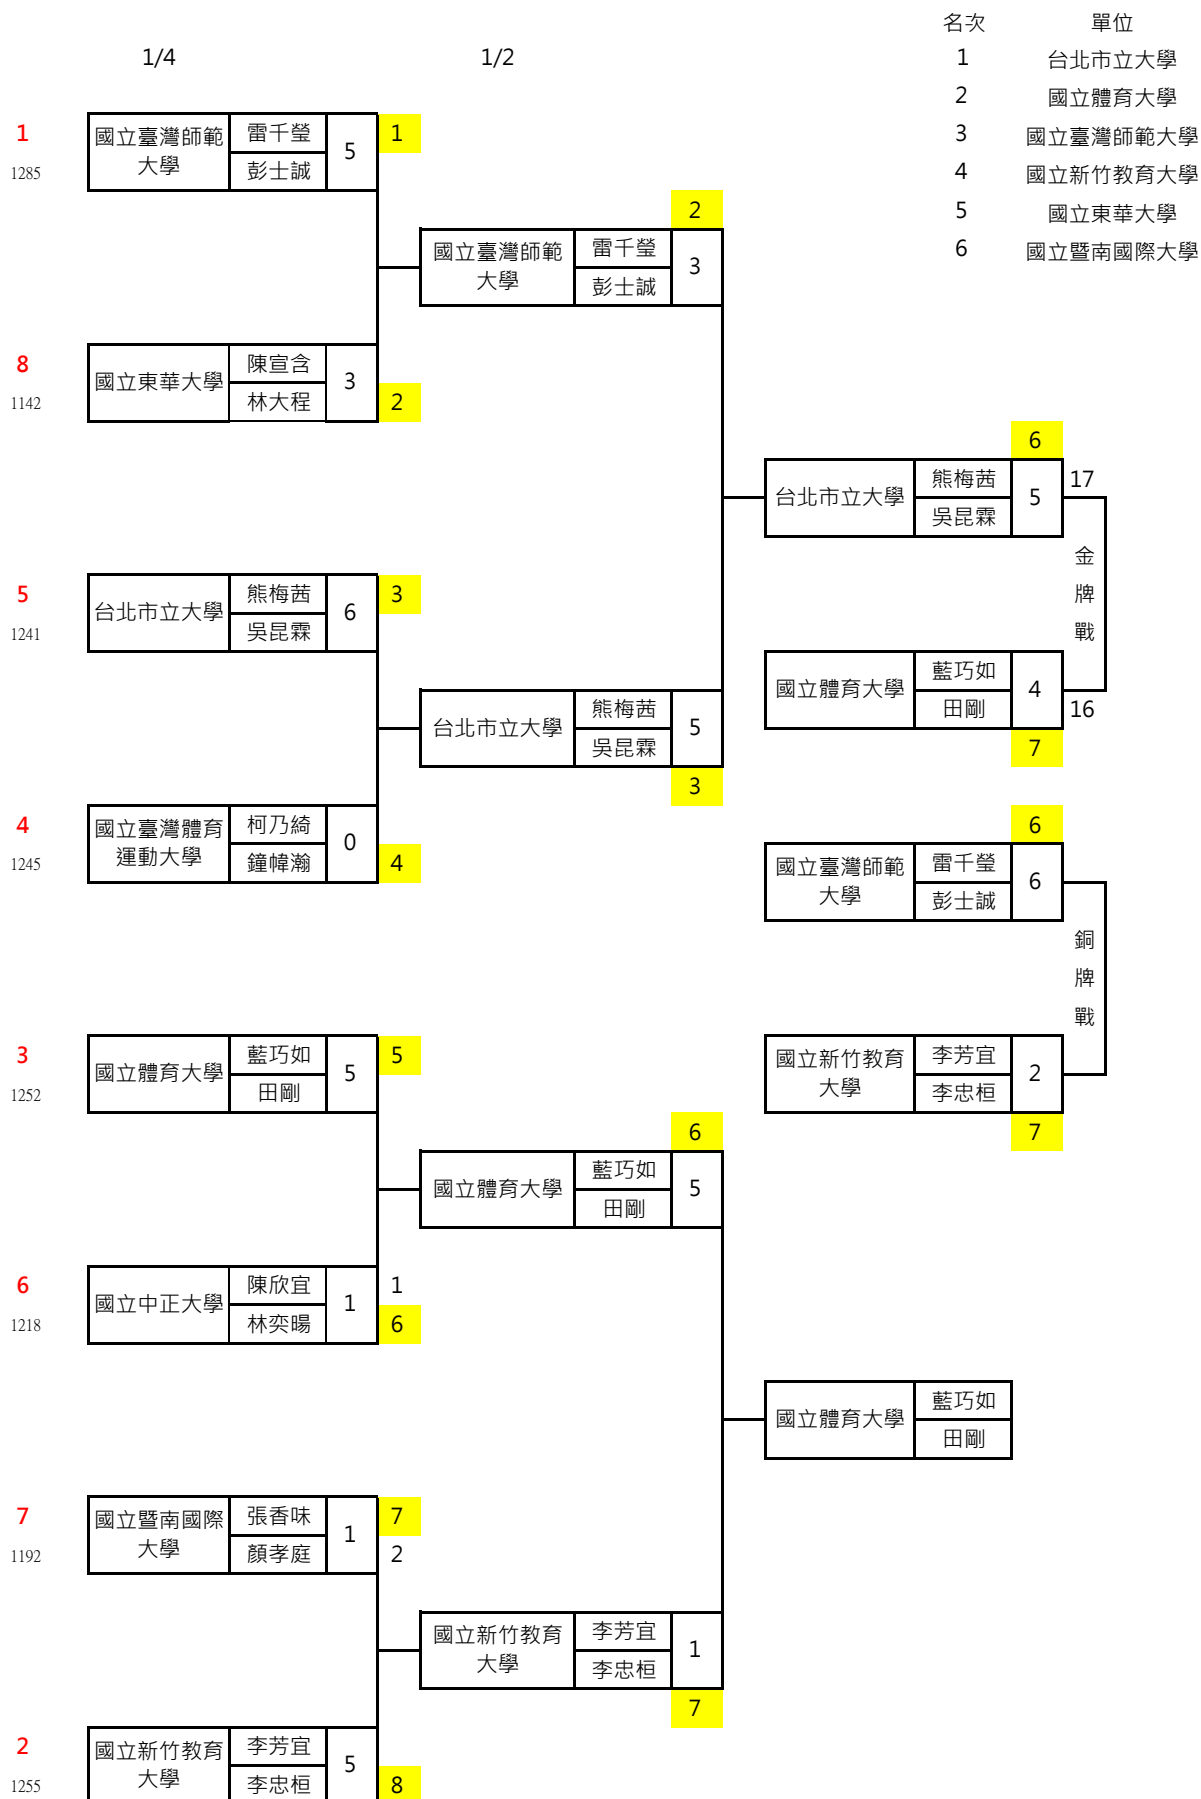 名次 單位
1/4 1/2 1 台北市立大學
2 國立體育大學
3 國立臺灣師範大學
4 國立新竹教育大學
5 國立東華大學
6 國立暨南國際大學
1
1285
國立臺灣師範
大學
雷千瑩
彭士誠
5
1
8
1142
國立東華大學
陳宣含
林大程
3
2
5
1241
台北市立大學
熊梅茜
吳昆霖
6
3
4
1245
國立臺灣體育
運動大學
柯乃綺
鐘幃瀚
0
4
3
1252
國立體育大學
藍巧如
田剛
5
5
6
1218
國立中正大學
陳欣宜
林奕暘
1
1
6
7
1192
國立暨南國際
大學
張香味
顏孝庭
1
7
2
2
1255
國立新竹教育
大學
李芳宜
李忠桓
5
8
2
國立臺灣師範
大學
雷千瑩
彭士誠
3
台北市立大學
熊梅茜
吳昆霖
5
3
6
國立體育大學
藍巧如
田剛
5
國立新竹教育
大學
李芳宜
李忠桓
1
7
6
台北市立大學
熊梅茜
吳昆霖
5
17
金
牌
戰
國立體育大學
藍巧如
田剛
4
16
7
6
國立臺灣師範
大學
雷千瑩
彭士誠
6
銅
牌
戰
國立新竹教育
大學
李芳宜
李忠桓
2
7
國立體育大學
藍巧如
田剛